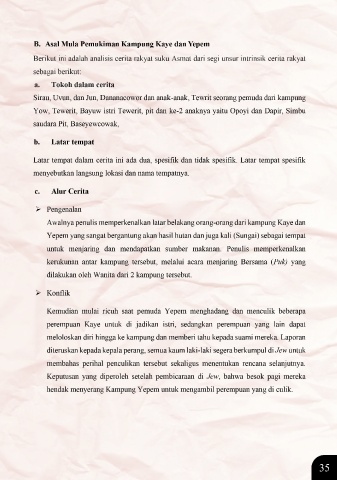 B. Asal Mula Pemukiman Kampung Kaye dan Yepem
Berikut ini adalah analisis cerita rakyat suku Asmat dari segi unsur intrinsik cerita rakyat
sebagai berikut:
a. Tokoh dalam cerita
Sirau, Uvun, dan Jun, Dananacowor dan anak-anak, Tewrit seorang pemuda dari kampung
Yow, Tewerit, Bayuw istri Tewerit, pit dan ke-2 anaknya yaitu Opoyi dan Dapir, Simbu
saudara Pit, Baseyewcowak,
b. Latar tempat
Latar tempat dalam cerita ini ada dua, spesifik dan tidak spesifik. Latar tempat spesifik
menyebutkan langsung lokasi dan nama tempatnya.
c. Alur Cerita
➢ Pengenalan
Awalnya penulis memperkenalkan latar belakang orang-orang dari kampung Kaye dan
Yepem yang sangat bergantung akan hasil hutan dan juga kali (Sungai) sebagai tempat
untuk menjaring dan mendapatkan sumber makanan. Penulis memperkenalkan
kerukunan antar kampung tersebut, melalui acara menjaring Bersama (Puk) yang
dilakukan oleh Wanita dari 2 kampung tersebut.
➢ Konflik
Kemudian mulai ricuh saat pemuda Yepem menghadang dan menculik beberapa
perempuan Kaye untuk di jadikan istri, sedangkan perempuan yang lain dapat
meloloskan diri hingga ke kampung dan memberi tahu kepada suami mereka. Laporan
diteruskan kepada kepala perang, semua kaum laki-laki segera berkumpul di Jew untuk
membahas perihal penculikan tersebut sekaligus menentukan rencana selanjutnya.
Keputusan yang diperoleh setelah pembicaraan di Jew, bahwa besok pagi mereka
hendak menyerang Kampung Yepem untuk mengambil perempuan yang di culik.
35